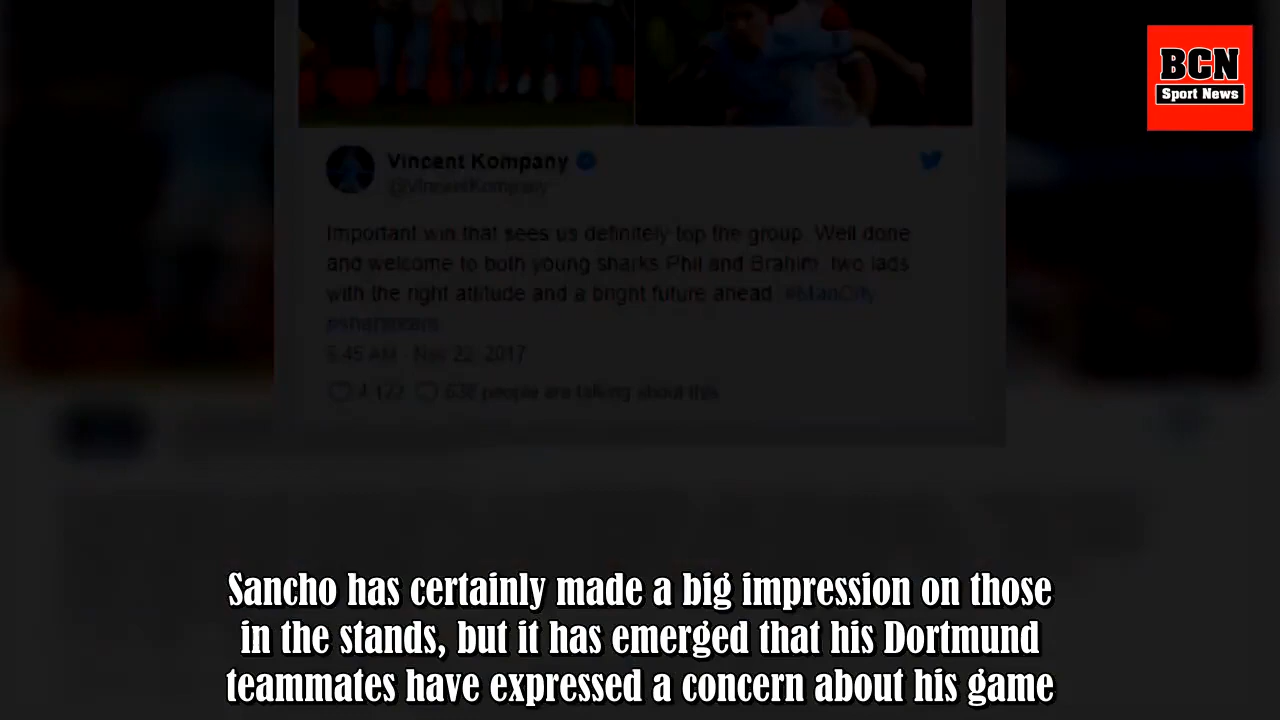 BCN
Sport News
Vincent Kompany
@VincentKompany
Important win that sees us definitely top the group. Well done
and welcome to both young sharks Phil and Brahim, two lads
with the right attitude and a bright future ahead. #ManCity
5:45 AM - Nov 22, 2017
4,122 638 people are talking about this
Sancho has certainly made a big impression on those
in the stands, but it has emerged that his Dortmund
teammates have expressed a concern about his game